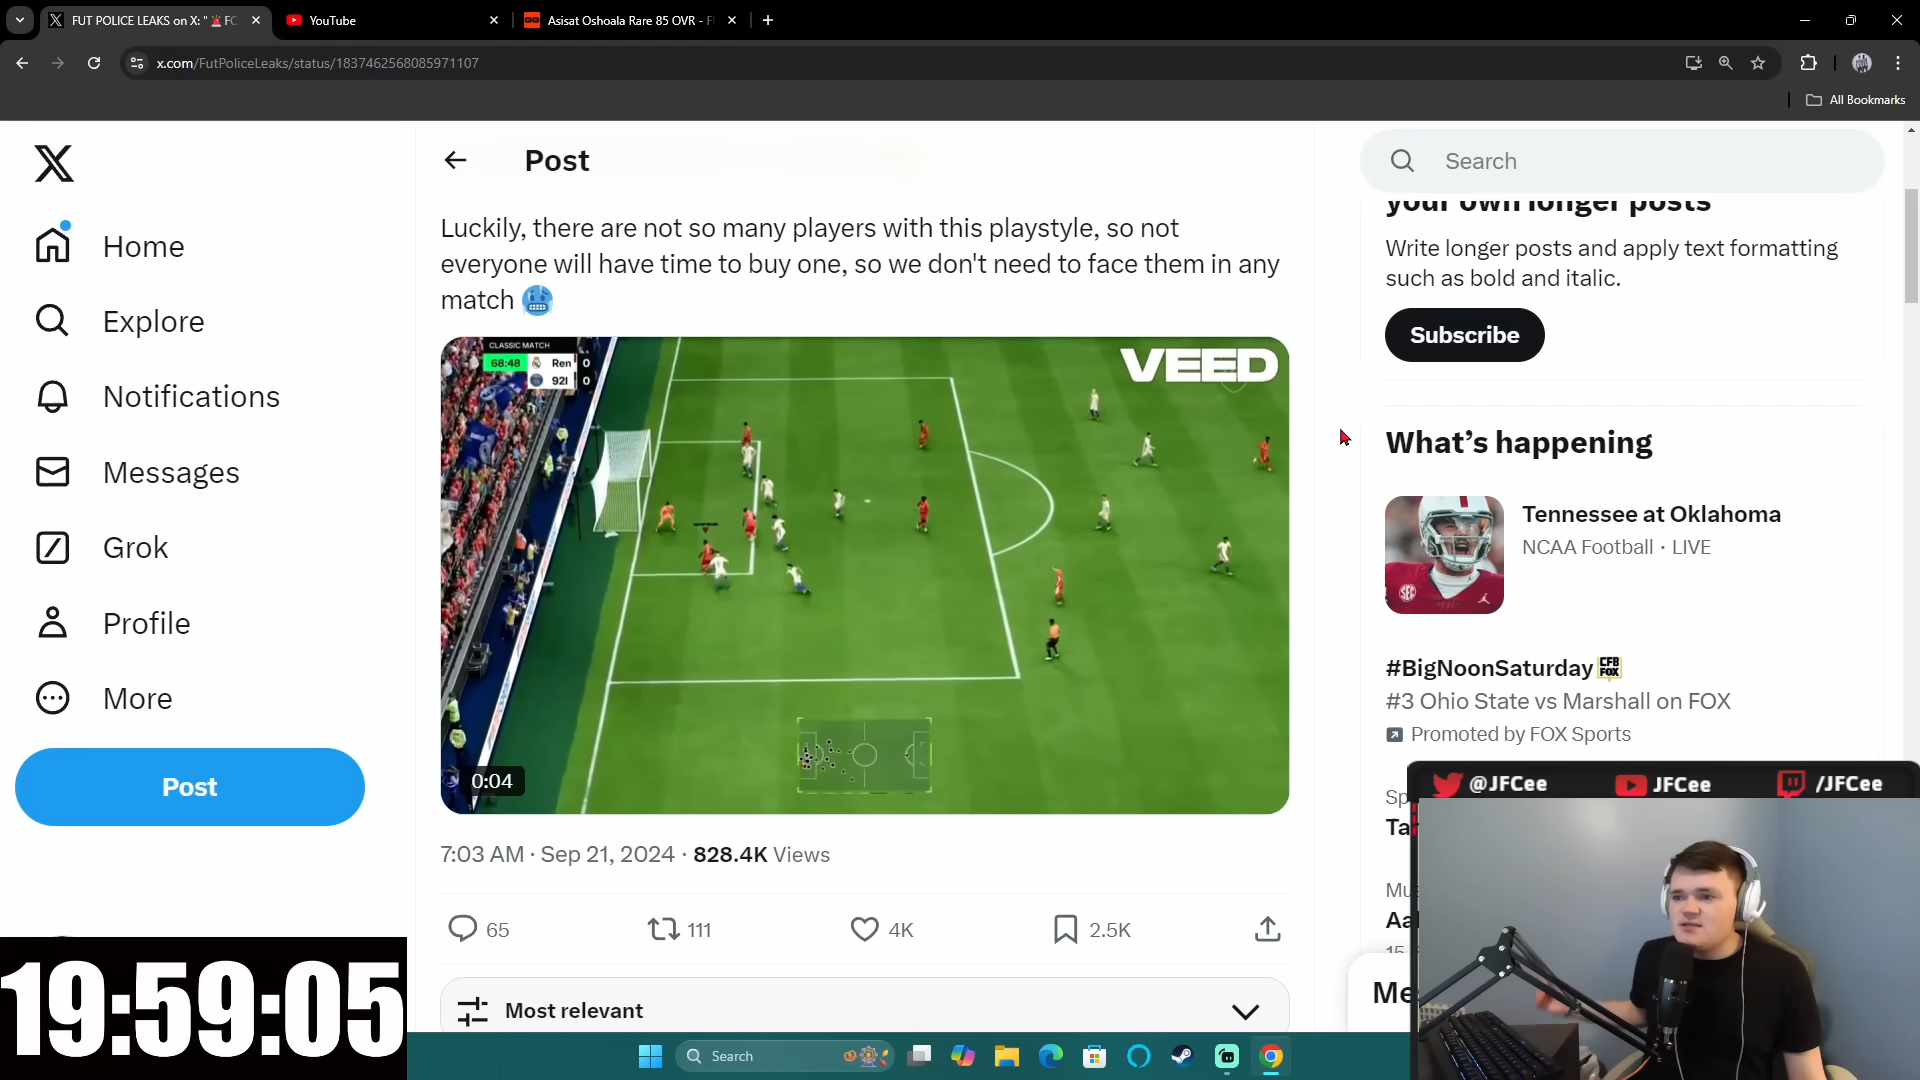 FUT POLICE LEAKS on X: "🚨FC
YouTube
Asisat Oshoala Rare 85 OVR - F
x.com/FutPoliceLeaks/status/1837462568085971107
All Bookmarks
Home
Explore
Notifications
Messages
Grok
Profile
More
Post
Post
Luckily, there are not so many players with this playstyle, so not
everyone will have time to buy one, so we don't need to face them in any
match 🥶
CLASSIC MATCH
68:48 Ren 0
92I 0
VEED
0:04
7:03 AM · Sep 21, 2024 · 828.4K Views
65
111
4K
2.5K
Most relevant
Search
your own longer posts
Write longer posts and apply text formatting
such as bold and italic.
Subscribe
What's happening
Tennessee at Oklahoma
NCAA Football · LIVE
#BigNoonSaturday
CFB
FOX
#3 Ohio State vs Marshall on FOX
Promoted by FOX Sports
@JFCee
JFCee
/JFCee
19:59:05
Search